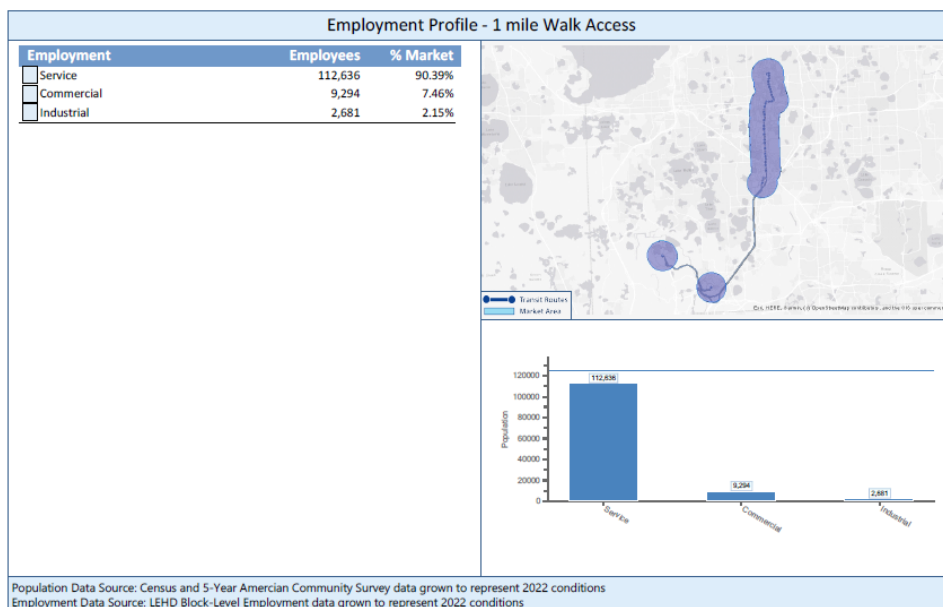 Employment Profile - 1 mile Walk Access
Employment Employees % Market
Service 112,636 90.39%
Commercial 9,294 7.46%
Industrial 2,681 2.15%
Transit Routes
Market Area
120000
100000
80000
60000
40000
20000
0
Population
112,636
9,294
2,681
Service
Commercial
Industrial
Population Data Source: Census and 5-Year Amercian Community Survey data grown to represent 2022 conditions
Employment Data Source: LEHD Block-Level Employment data grown to represent 2022 conditions